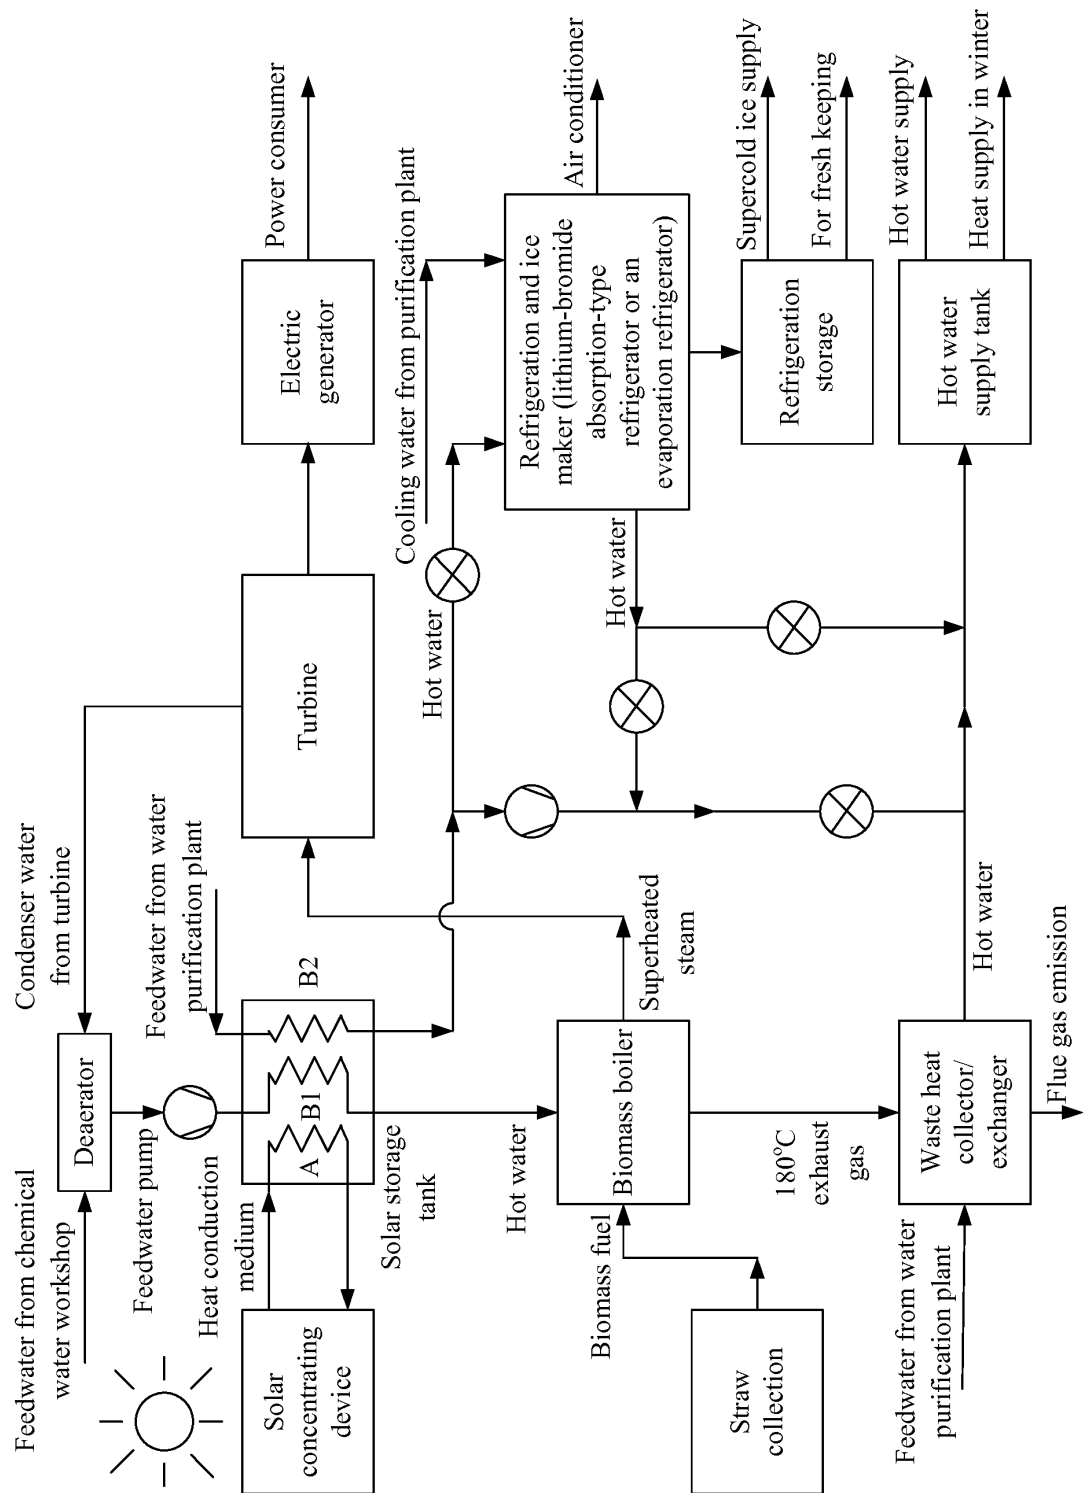 Feedwater from chemical
water workshop
Deaerator
Condenser water
from turbine
Feedwater pump
Feedwater from water
purification plant
Heat conduction
medium
Solar
concentrating
device
A
B1
B2
Solar storage
tank
Turbine
Electric
generator
Power consumer
Hot water
Cooling water from purification plant
Hot water
Biomass fuel
Biomass boiler
Superheated
steam
Hot water
Refrigeration and ice
maker (lithium-bromide
absorption-type
refrigerator or an
evaporation refrigerator)
Air conditioner
Straw
collection
180°C
exhaust
gas
Refrigeration
storage
Supercold ice supply
For fresh keeping
Feedwater from water
purification plant
Waste heat
collector/
exchanger
Hot water
Flue gas emission
Hot water
supply tank
Hot water supply
Heat supply in winter